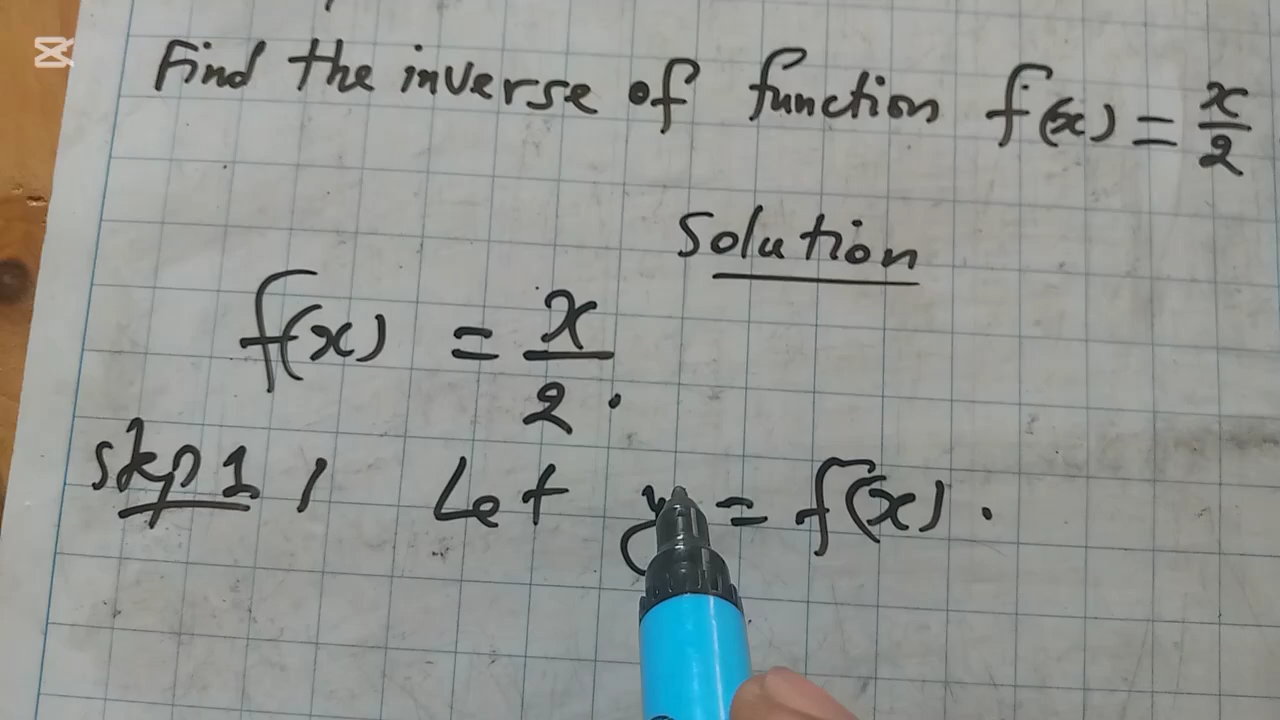 Find the inverse of function f(x) = x/2
Solution
f(x) = x/2.
Step 1, Let y = f(x).